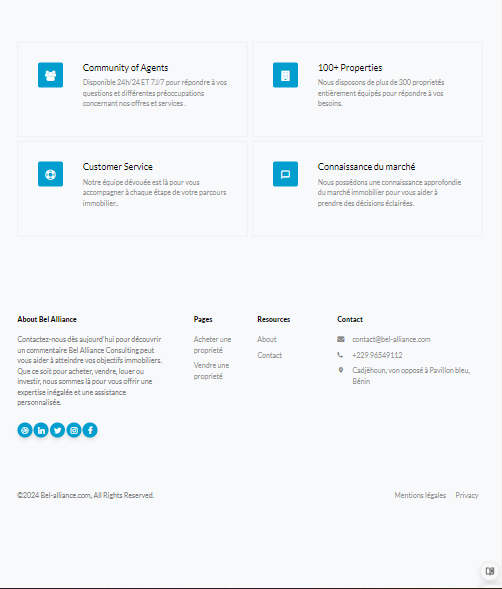 Community of Agents
Disponible 24h/24 ET 7J/7 pour répondre à vos
questions et différentes préoccupations
concernant nos offres et services .
100+ Properties
Nous disposons de plus de 300 propriétés
entièrement équipés pour répondre à vos
besoins.
Customer Service
Notre équipe dévouée est là pour vous
accompagner à chaque étape de votre parcours
immobilier..
Connaissance du marché
Nous possédons une connaissance approfondie
du marché immobilier pour vous aider à
prendre des décisions éclairées.
About Bel Alliance
Contactez-nous dès aujourd'hui pour découvrir
un commentaire Bel Alliance Consulting peut
vous aider à atteindre vos objectifs immobiliers.
Que ce soit pour acheter, vendre, louer ou
investir, nous sommes là pour vous offrir une
expertise inégalée et une assistance
personnalisée.
Pages
Acheter une
propriété
Vendre une
propriété
Resources
About
Contact
Contact
contact@bel-alliance.com
+229 96549112
Cadjèhoun, von opposé à Pavillon bleu,
Bénin
©2024 Bel-alliance.com, All Rights Reserved.
Mentions légales Privacy